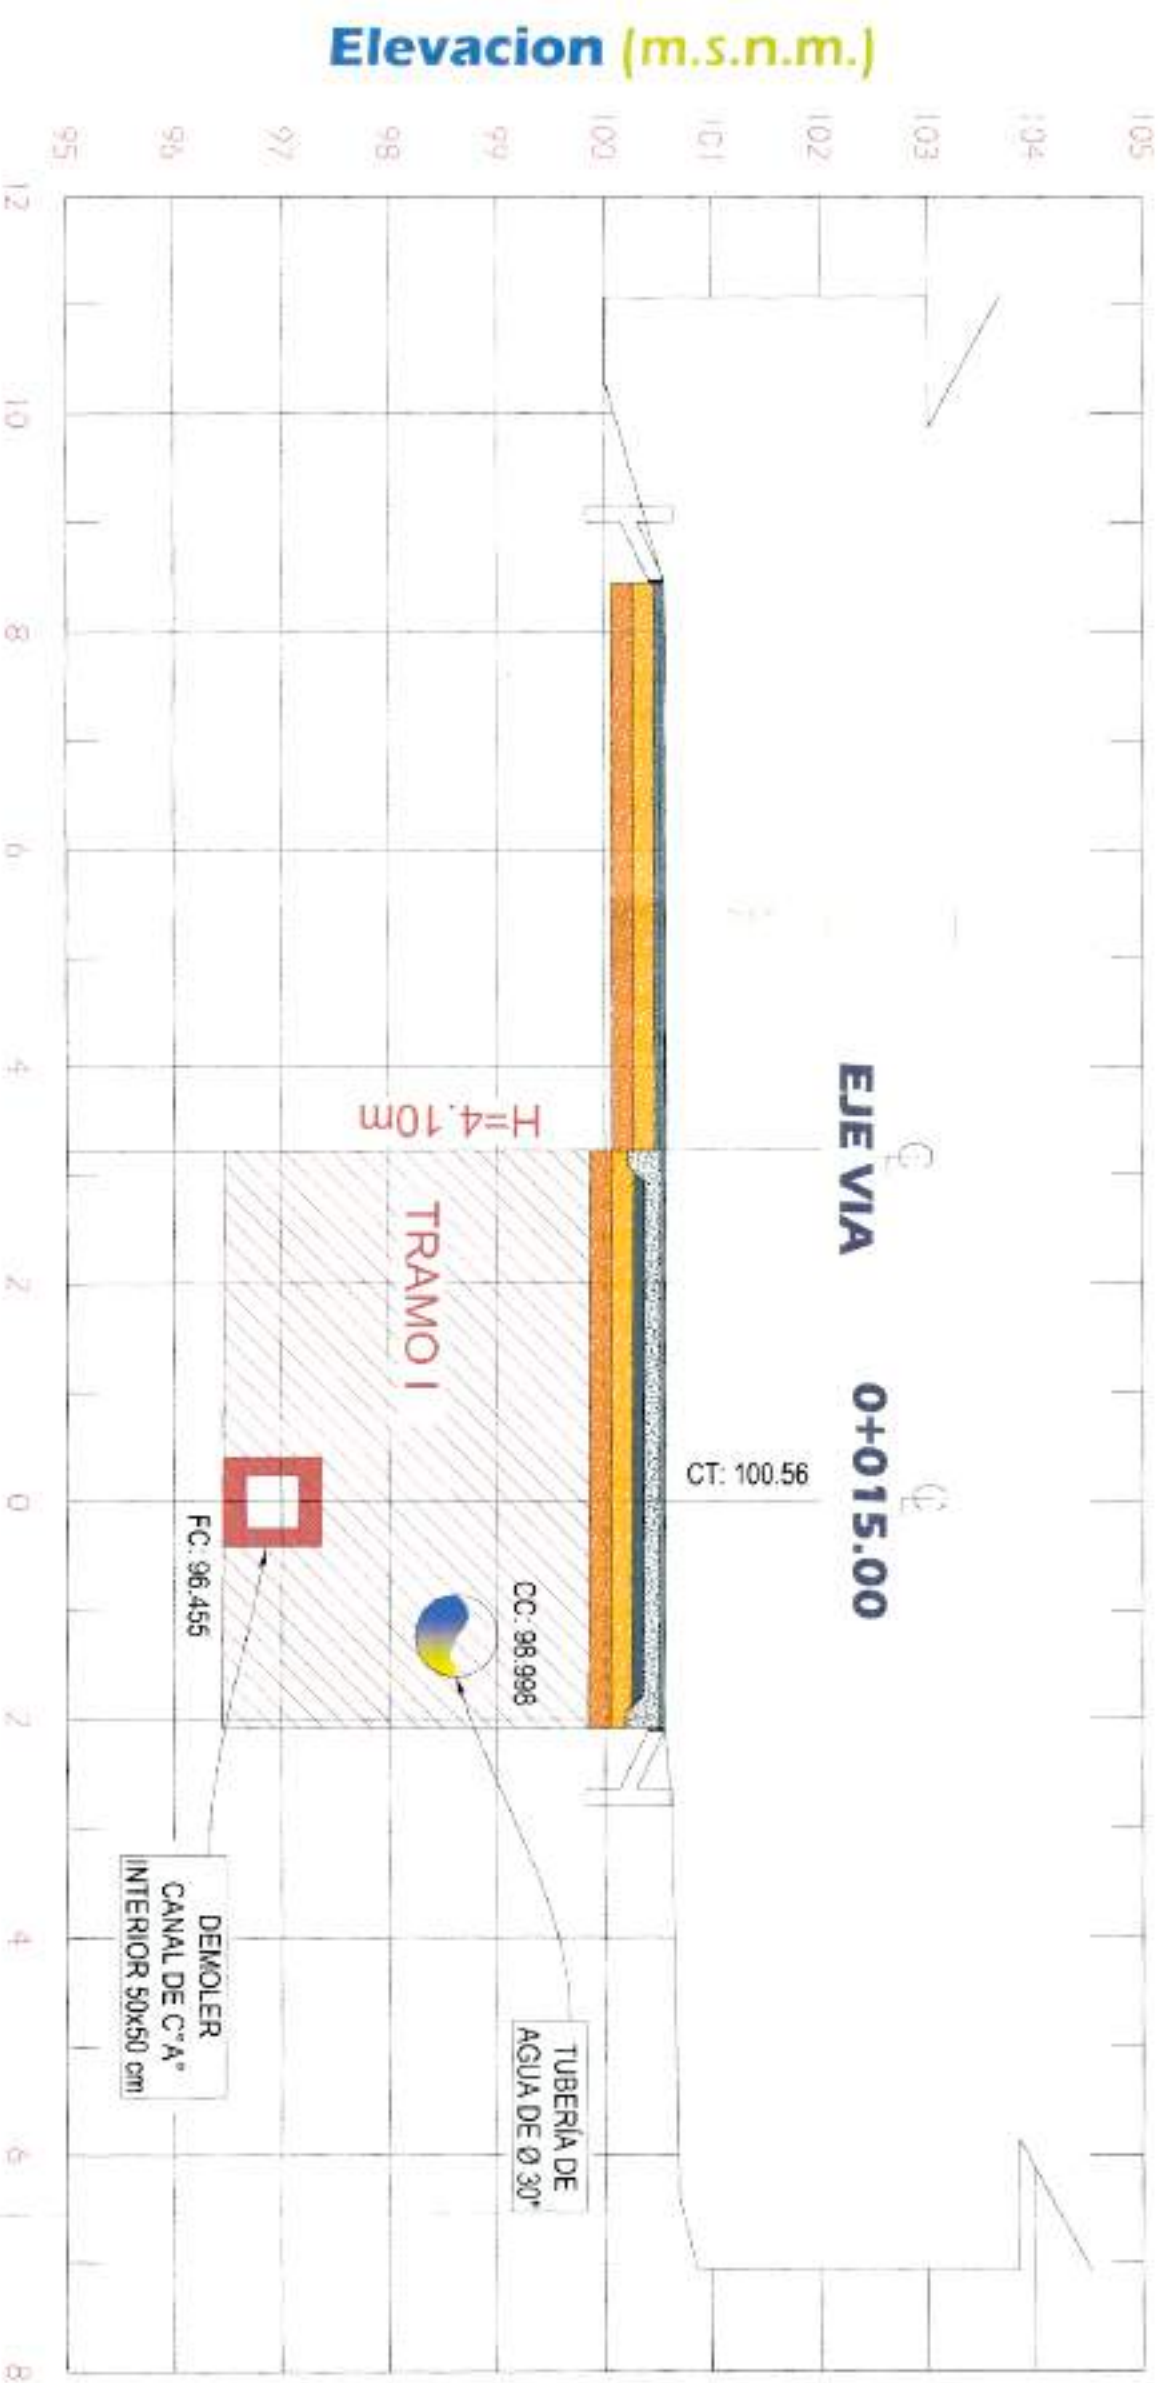 Elevacion (m.s.n.m.)
105
104
103
102
101
100
99
98
97
96
95
12
10
8
6
4
2
0
2
4
6
8
EJE VIA
0+015.00
CT: 100.56
H=4.10m
TRAMO I
CC: 98.998
FC: 96.455
TUBERÍA DE
AGUA DE Ø 30"
DEMOLER
CANAL DE C°A°
INTERIOR 50x50 cm